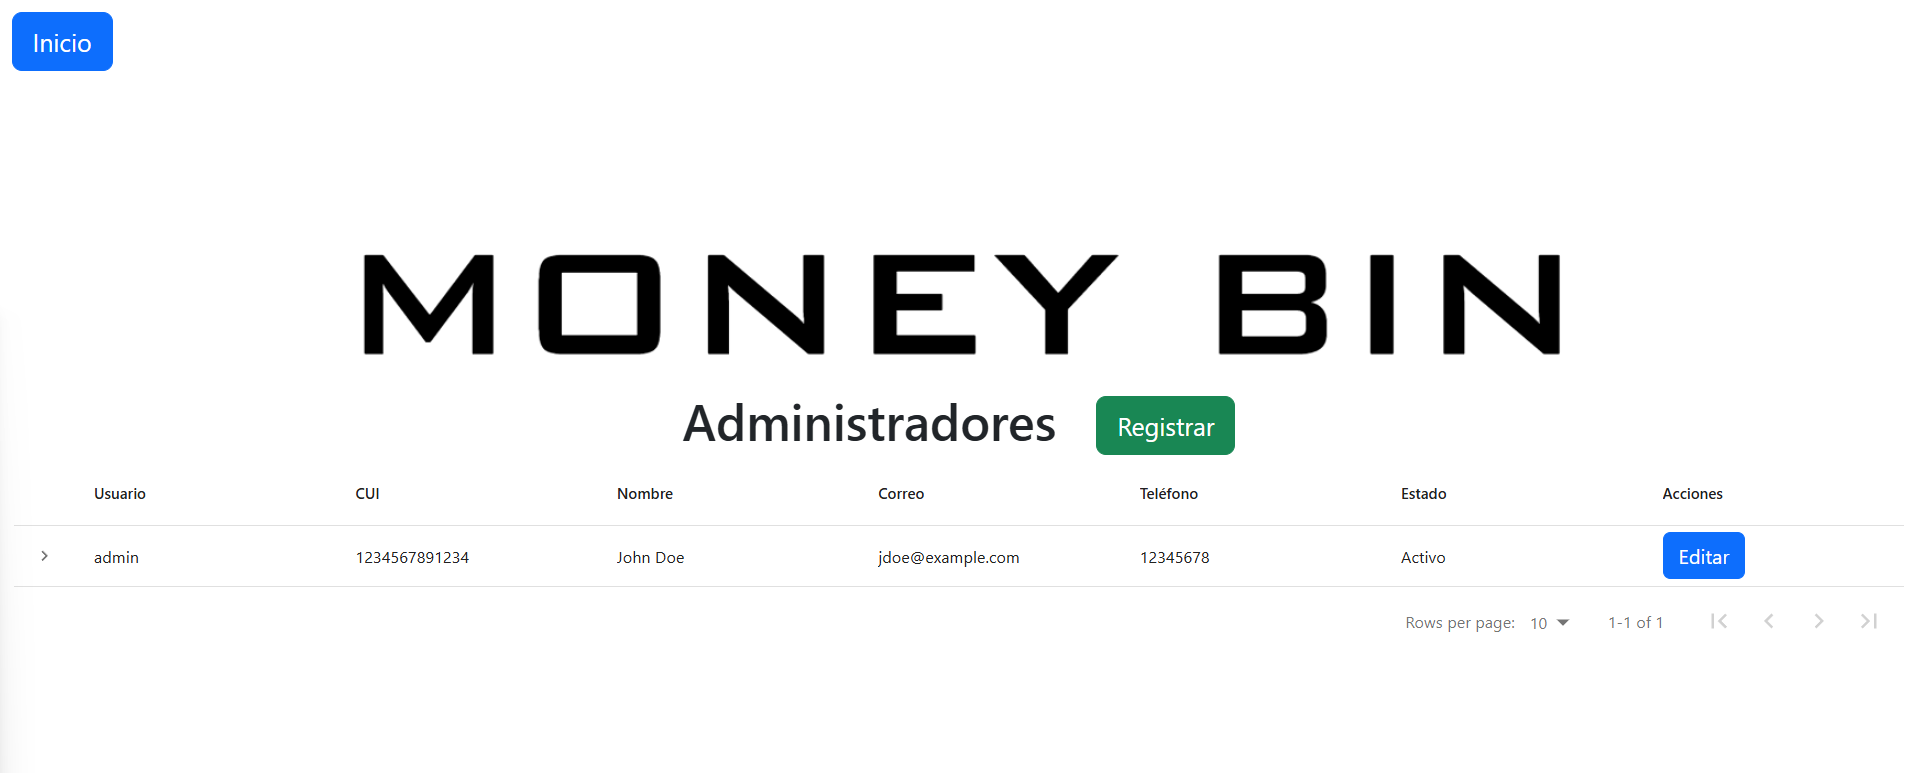 Inicio
MONEY BIN
Administradores Registrar
Usuario CUI Nombre Correo Teléfono Estado Acciones
admin 1234567891234 John Doe jdoe@example.com 12345678 Activo Editar
Rows per page: 10 1-1 of 1